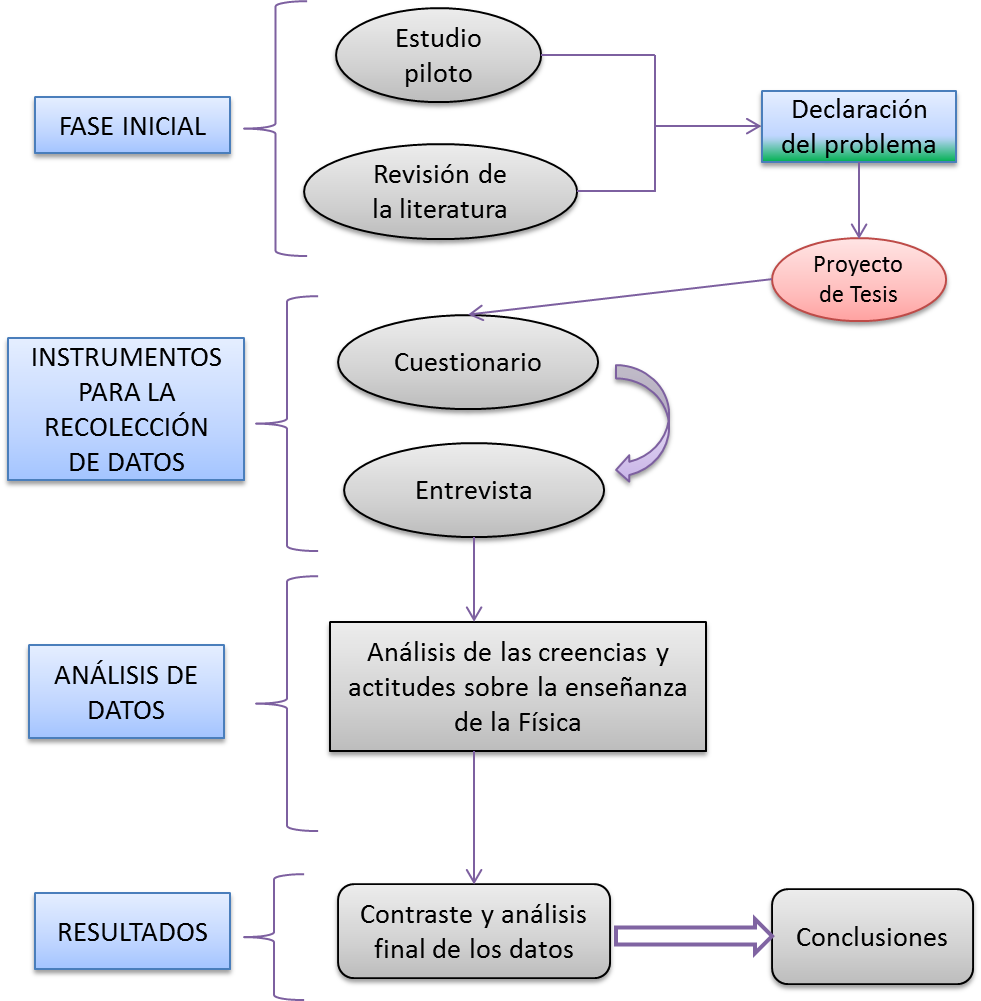 FASE INICIAL
Estudio
piloto
Revisión de
la literatura
Declaración
del problema
Proyecto
de Tesis
INSTRUMENTOS
PARA LA
RECOLECCIÓN
DE DATOS
Cuestionario
Entrevista
ANÁLISIS DE
DATOS
Análisis de las creencias y
actitudes sobre la enseñanza
de la Física
RESULTADOS
Contraste y análisis
final de los datos
Conclusiones